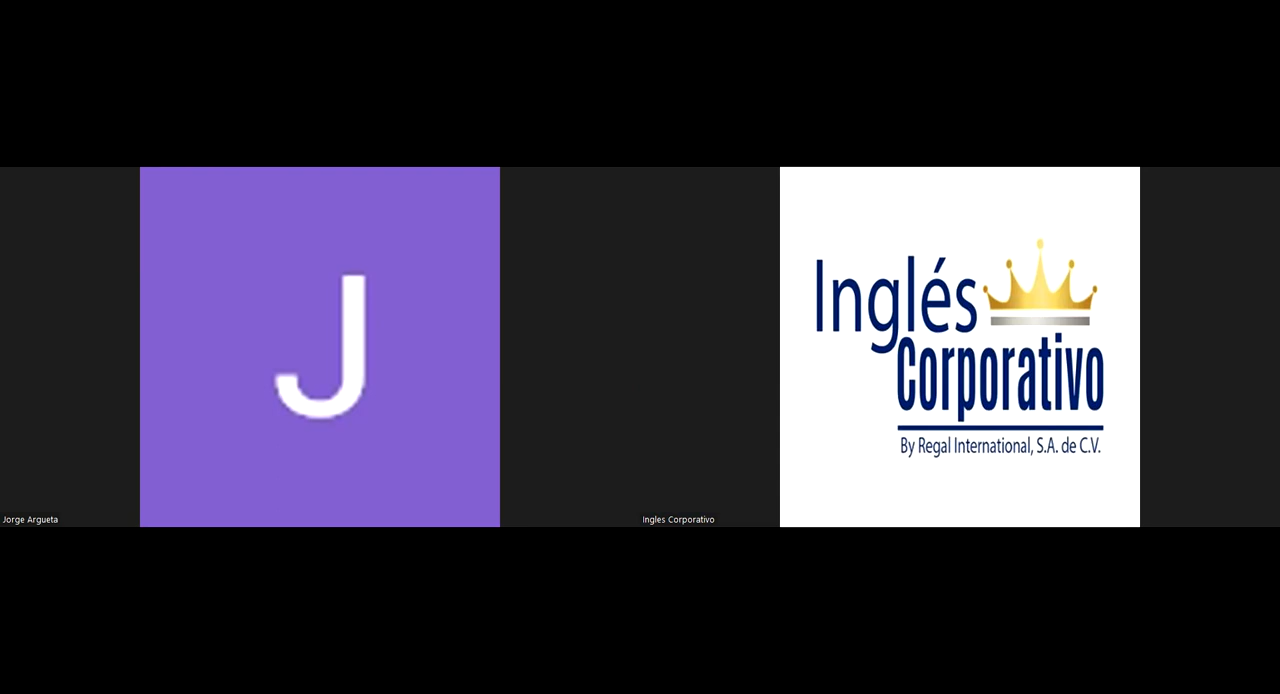 J
Inglés
Corporativo
By Regal International, S.A. de C.V.
Jorge Argueta
Ingles Corporativo